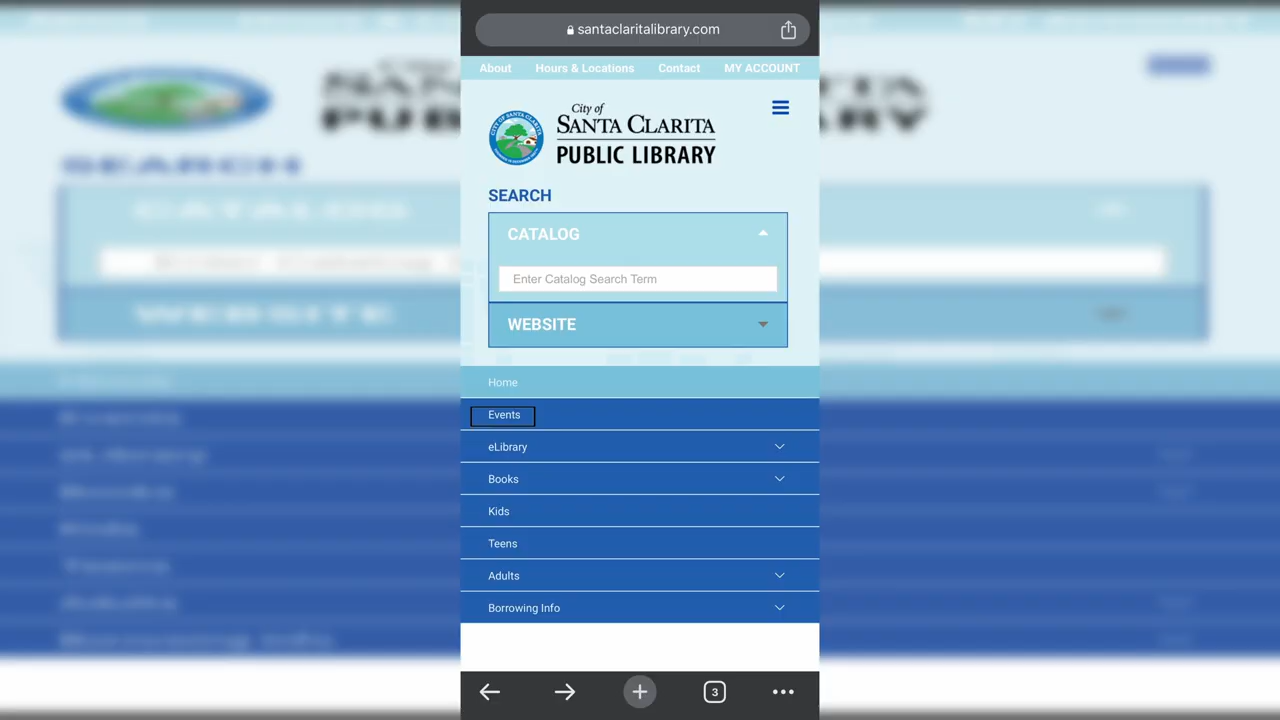 santaclaritalibrary.com
About Hours & Locations Contact MY ACCOUNT
City of
SANTA CLARITA
PUBLIC LIBRARY
SEARCH
CATALOG
Enter Catalog Search Term
WEBSITE
Home
Events
eLibrary
Books
Kids
Teens
Adults
Borrowing Info
3